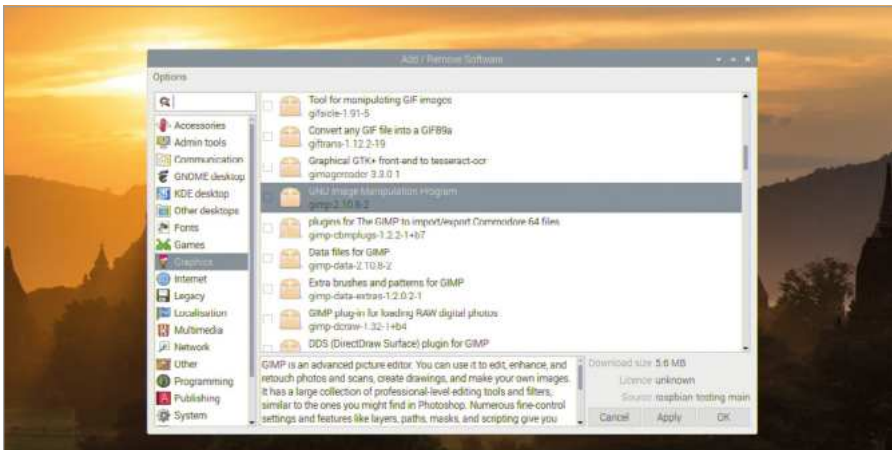 Add / Remove Software
Options
Accessories
Admin tools
Communication
GNOME desktop
KDE desktop
Other desktops
Fonts
Games
Graphics
Internet
Legacy
Localisation
Multimedia
Network
Other
Programming
Publishing
System
Tool for manipulating GIF images
gifsicle-1.91-5
Convert any GIF file into a GIF89a
giftrans-1.12.2-19
Graphical GTK+ front-end to tesseract-ocr
gimagereader-3.3.0-1
GNU Image Manipulation Program
gimp-2.10.8-2
plugins for The GIMP to import/export Commodore 64 files
gimp-cbmplugs-1.2.2-1+b7
Data files for GIMP
gimp-data-2.10.8-2
Extra brushes and patterns for GIMP
gimp-data-extras-1:2.0.2-1
GIMP plug-in for loading RAW digital photos
gimp-dcraw-1.32-1+b4
DDS (DirectDraw Surface) plugin for GIMP
GIMP is an advanced picture editor. You can use it to edit, enhance, and
retouch photos and scans, create drawings, and make your own images.
It has a large collection of professional-level editing tools and filters,
similar to the ones you might find in Photoshop. Numerous fine-control
settings and features like layers, paths, masks, and scripting give you
Download size 5.6 MB
Licence unknown
Source raspbian testing main
Cancel
Apply
OK